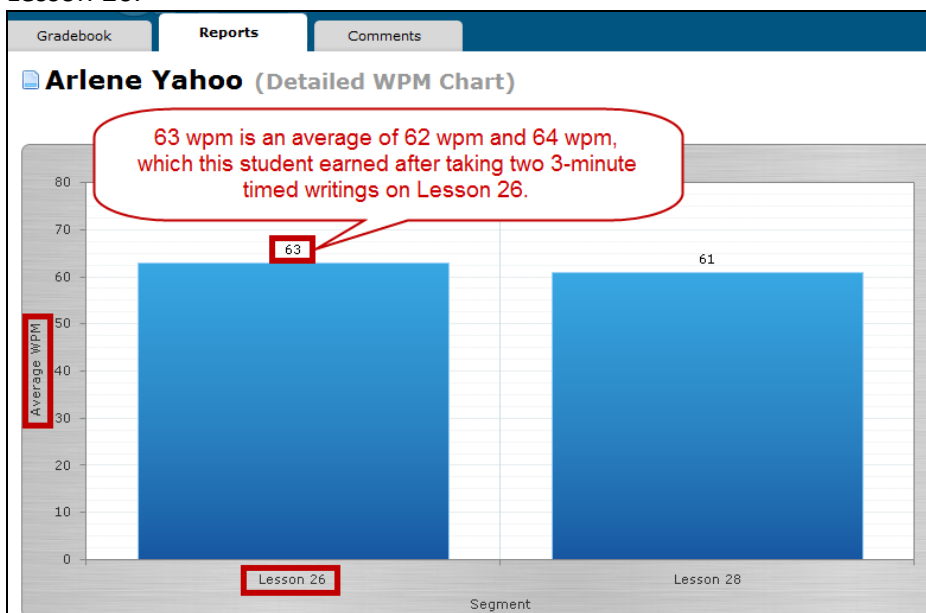 Gradebook
Reports
Comments
Arlene Yahoo (Detailed WPM Chart)
63 wpm is an average of 62 wpm and 64 wpm,
which this student earned after taking two 3-minute
timed writings on Lesson 26.
80
70
60
50
40
30
20
10
0
Average WPM
63
61
Lesson 26
Lesson 28
Segment